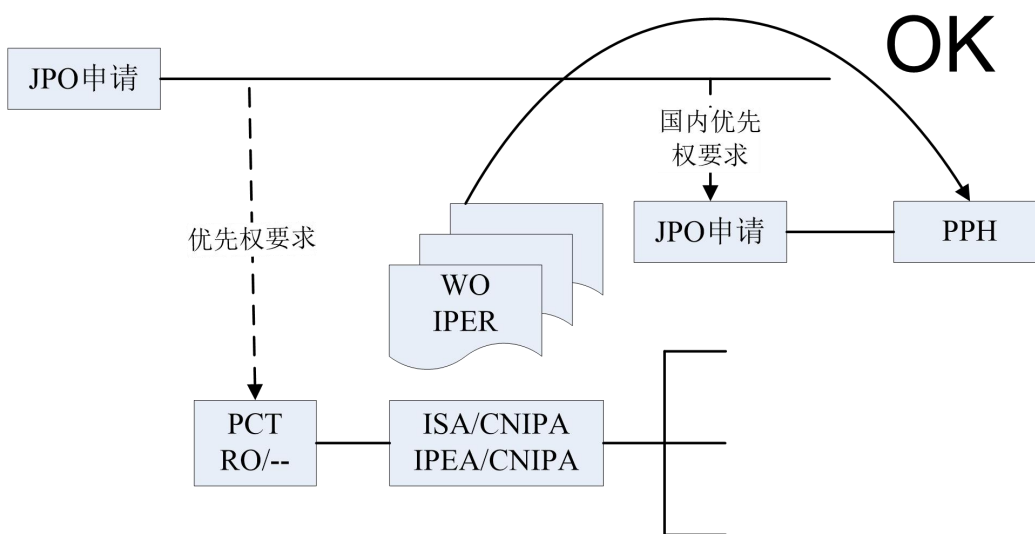 OK
JPO申请
国内优先
权要求
JPO申请
PPH
优先权要求
WO
IPER
PCT
RO/--
ISA/CNIPA
IPEA/CNIPA